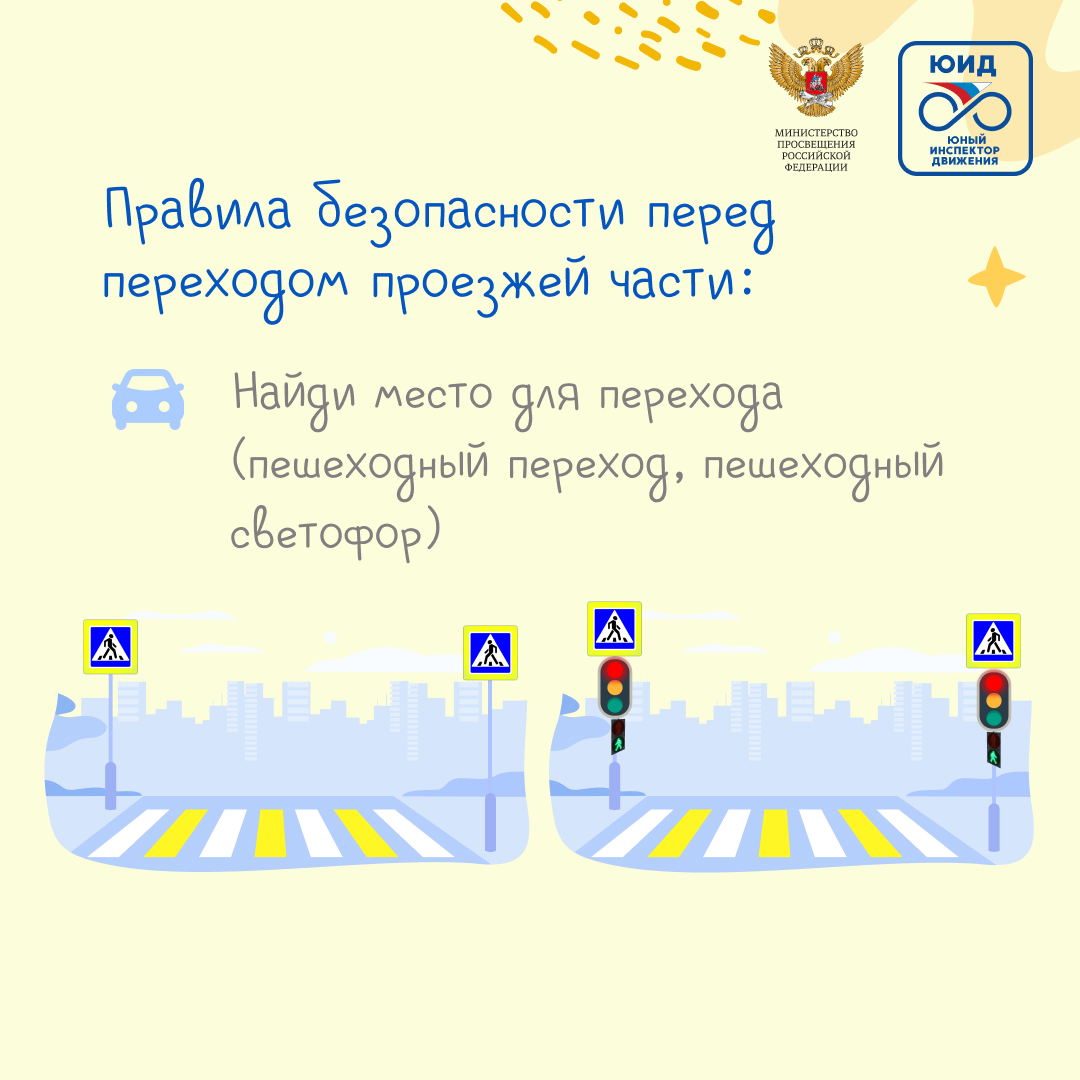 МИНИСТЕРСТВО
ПРОСВЕЩЕНИЯ
РОССИЙСКОЙ
ФЕДЕРАЦИИ
ЮИД
ЮНЫЙ
ИНСПЕКТОР
ДВИЖЕНИЯ
Правила безопасности перед
переходом проезжей части:
Найди место для перехода
(пешеходный переход, пешеходный
светофор)